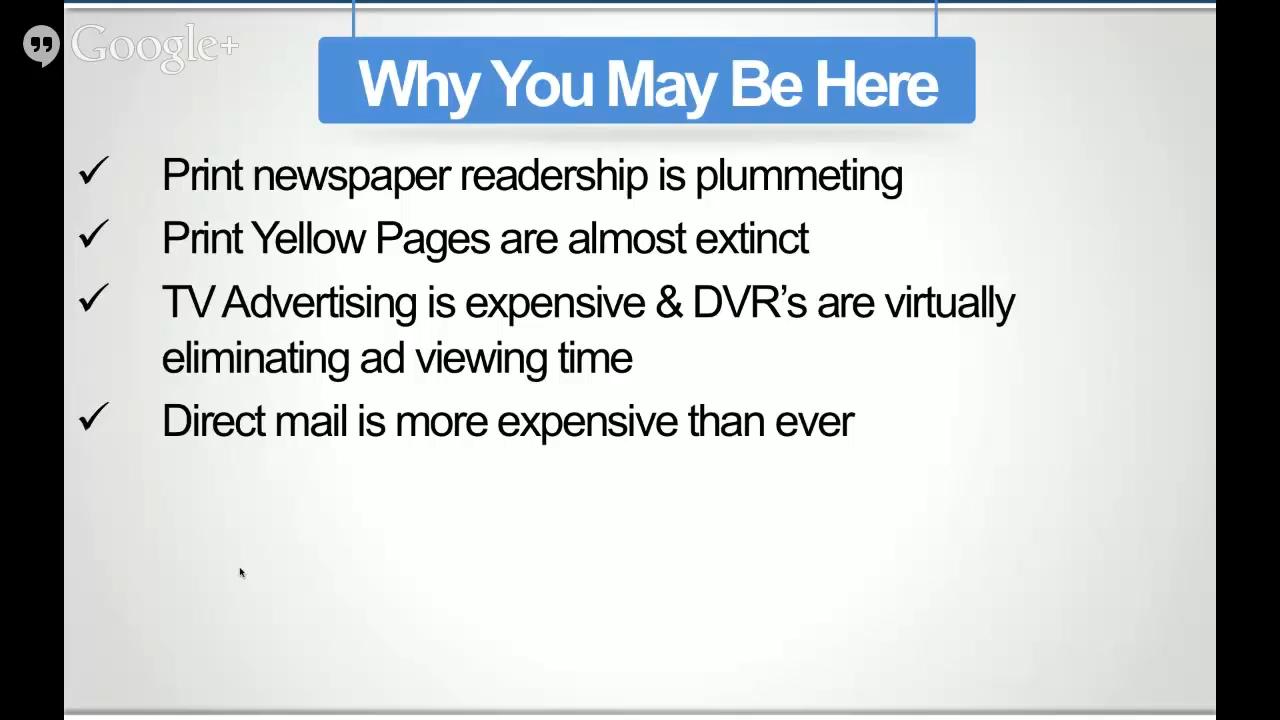 Google+
Why You May Be Here
✓ Print newspaper readership is plummeting
✓ Print Yellow Pages are almost extinct
✓ TV Advertising is expensive & DVR’s are virtually
eliminating ad viewing time
✓ Direct mail is more expensive than ever